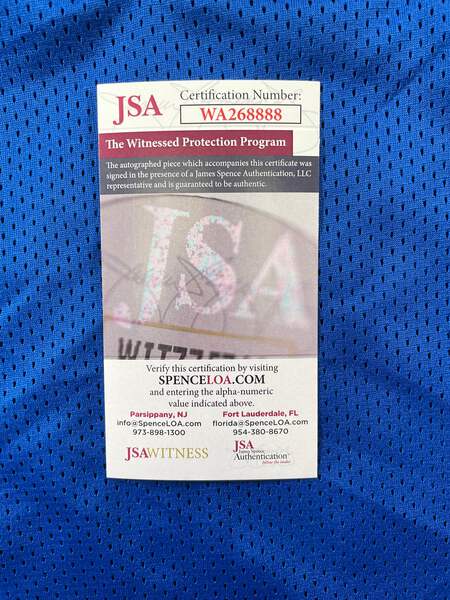 JSA
Certification Number:
WA268888
The Witnessed Protection Program
The autographed piece which accompanies this certificate was
signed in the presence of a James Spence Authentication, LLC
representative and is guaranteed to be authentic.
JSA
Verify this certification by visiting
SPENCELOA.COM
and entering the alpha-numeric
value indicated above.
Parsippany, NJ
info@SpenceLOA.com
973-898-1300
Fort Lauderdale, FL
florida@SpenceLOA.com
954-380-8670
JSAWITNESS
JSA
James Spence
Authentication